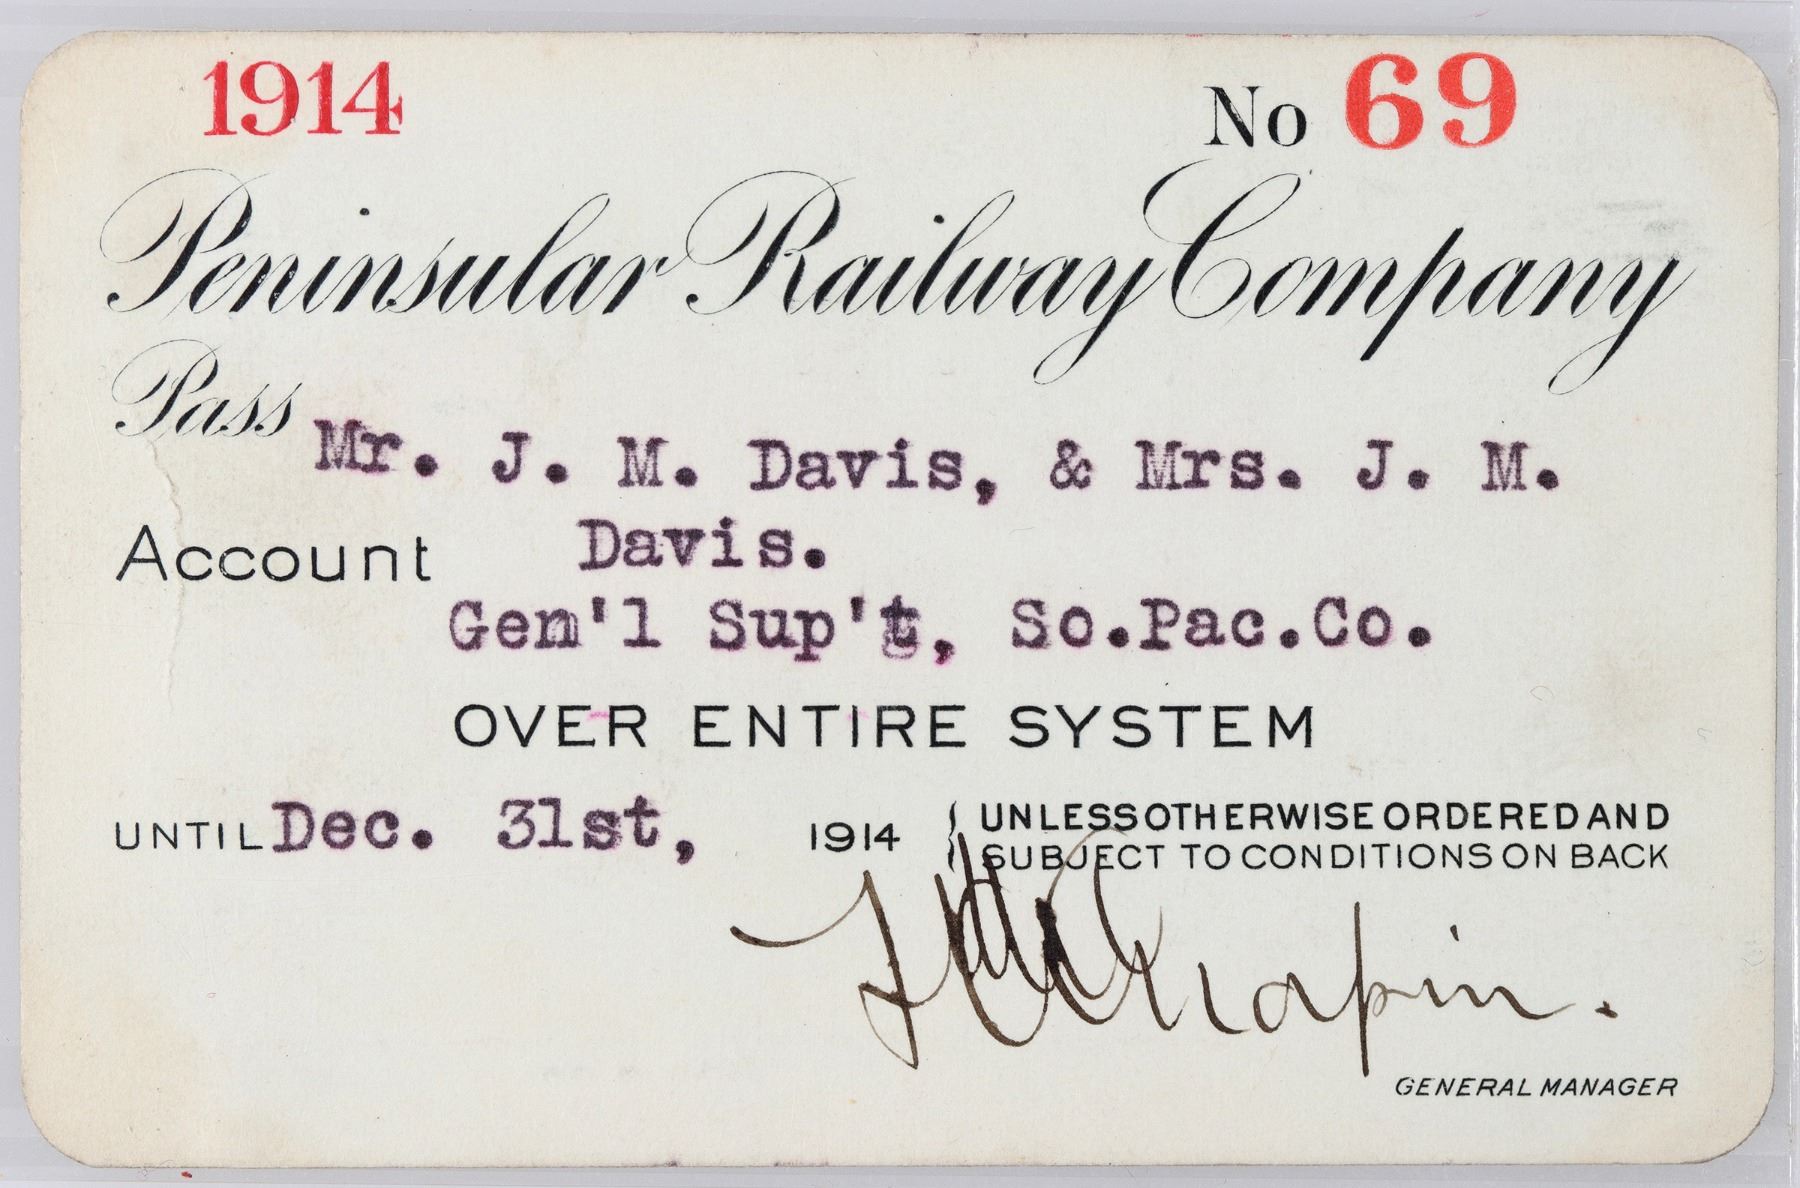 1914 No 69
Peninsular Railway Company
Pass Mr. J. M. Davis, & Mrs. J. M.
Account Davis.
Gen'l Sup't, So.Pac.Co.
OVER ENTIRE SYSTEM
UNTIL Dec. 31st, 1914 { UNLESS OTHERWISE ORDERED AND
SUBJECT TO CONDITIONS ON BACK
Chapin.
GENERAL MANAGER